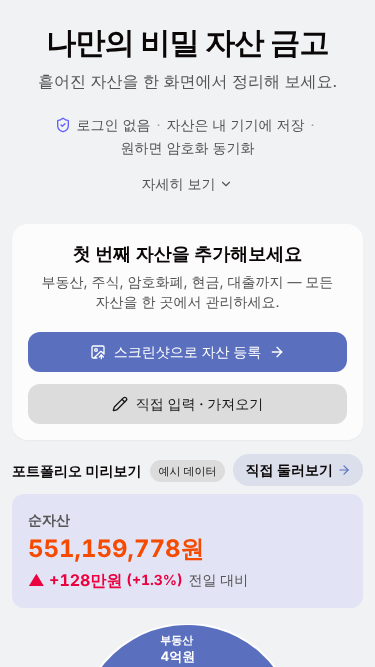 나만의 비밀 자산 금고
흩어진 자산을 한 화면에서 정리해 보세요.
로그인 없음 · 자산은 내 기기에 저장 ·
원하면 암호화 동기화
자세히 보기
첫 번째 자산을 추가해보세요
부동산, 주식, 암호화폐, 현금, 대출까지 — 모든
자산을 한 곳에서 관리하세요.
스크린샷으로 자산 등록 →
직접 입력 · 가져오기
포트폴리오 미리보기 예시 데이터 직접 둘러보기 →
순자산
551,159,778원
▲ +128만원 (+1.3%) 전일 대비
부동산
4억원